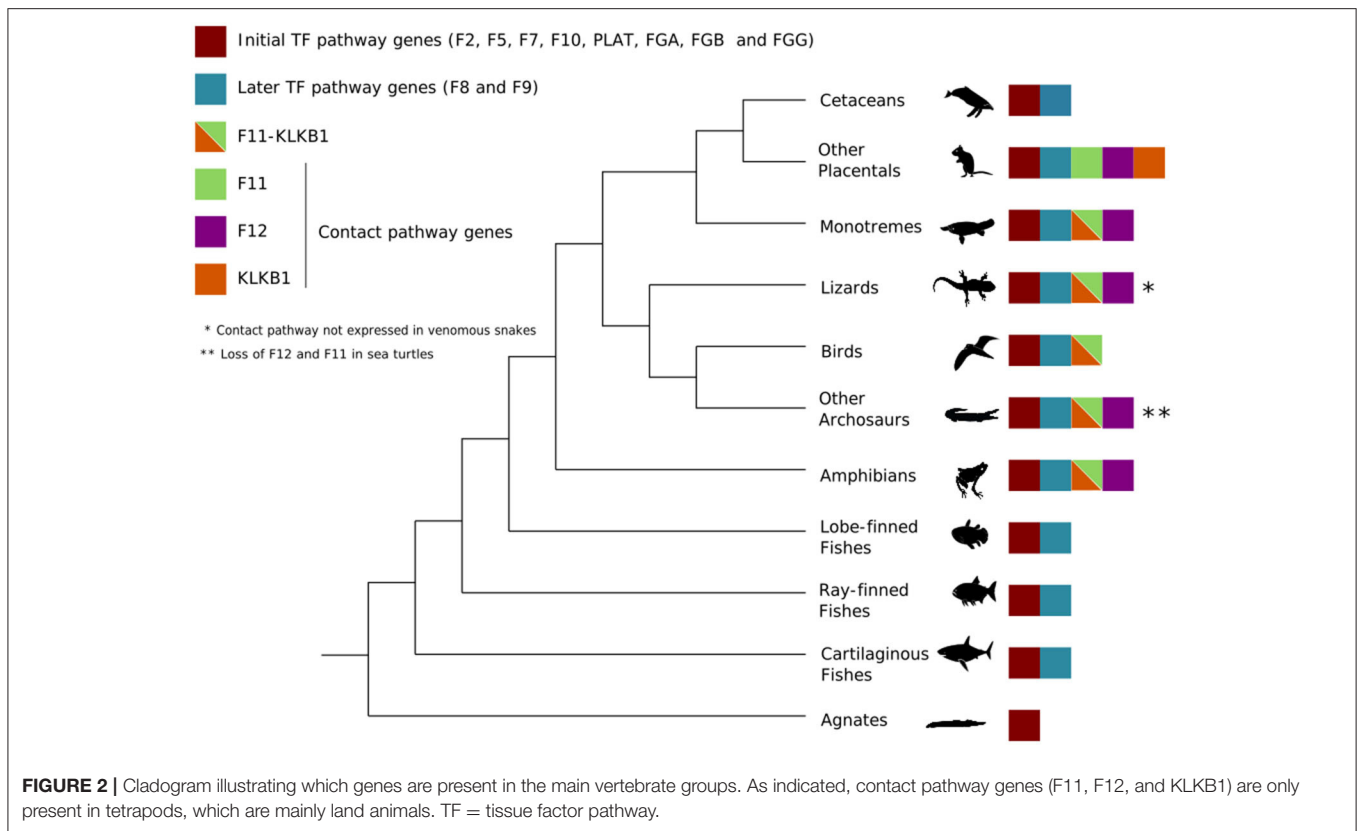 Initial TF pathway genes (F2, F5, F7, F10, PLAT, FGA, FGB and FGG)
Later TF pathway genes (F8 and F9)
F11-KLKB1
F11
F12
KLKB1
Contact pathway genes
* Contact pathway not expressed in venomous snakes
** Loss of F12 and F11 in sea turtles
Cetaceans
Other
Placentals
Monotremes
Lizards
*
Birds
Other
Archosaurs
**
Amphibians
Lobe-finned
Fishes
Ray-finned
Fishes
Cartilaginous
Fishes
Agnates
FIGURE 2 | Cladogram illustrating which genes are present in the main vertebrate groups. As indicated, contact pathway genes (F11, F12, and KLKB1) are only
present in tetrapods, which are mainly land animals. TF = tissue factor pathway.